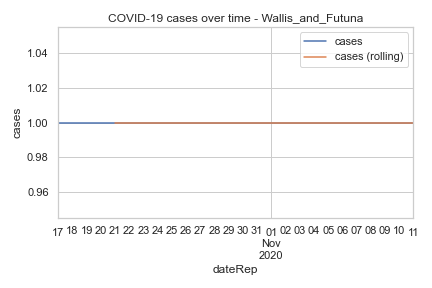 COVID-19 cases over time - Wallis_and_Futuna
cases
cases (rolling)
1.04
1.02
1.00
0.98
0.96
cases
17 18 19 20 21 22 23 24 25 26 27 28 29 30 31 01 02 03 04 05 06 07 08 09 10 11
Nov
2020
dateRep